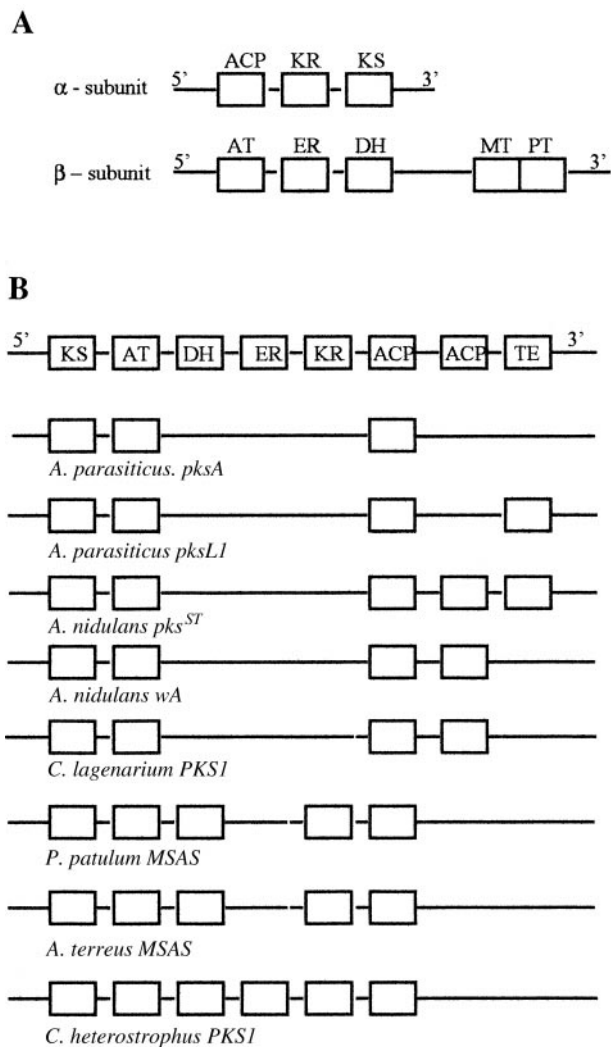 A
ACP KR KS
5’ 3’
α - subunit
AT ER DH MT PT
5’ 3’
β – subunit
B
5’ 3’
KS AT DH ER KR ACP ACP TE
A. parasiticus. pksA
A. parasiticus pksL1
A. nidulans pksST
A. nidulans wA
C. lagenarium PKS1
P. patulum MSAS
A. terreus MSAS
C. heterostrophus PKS1